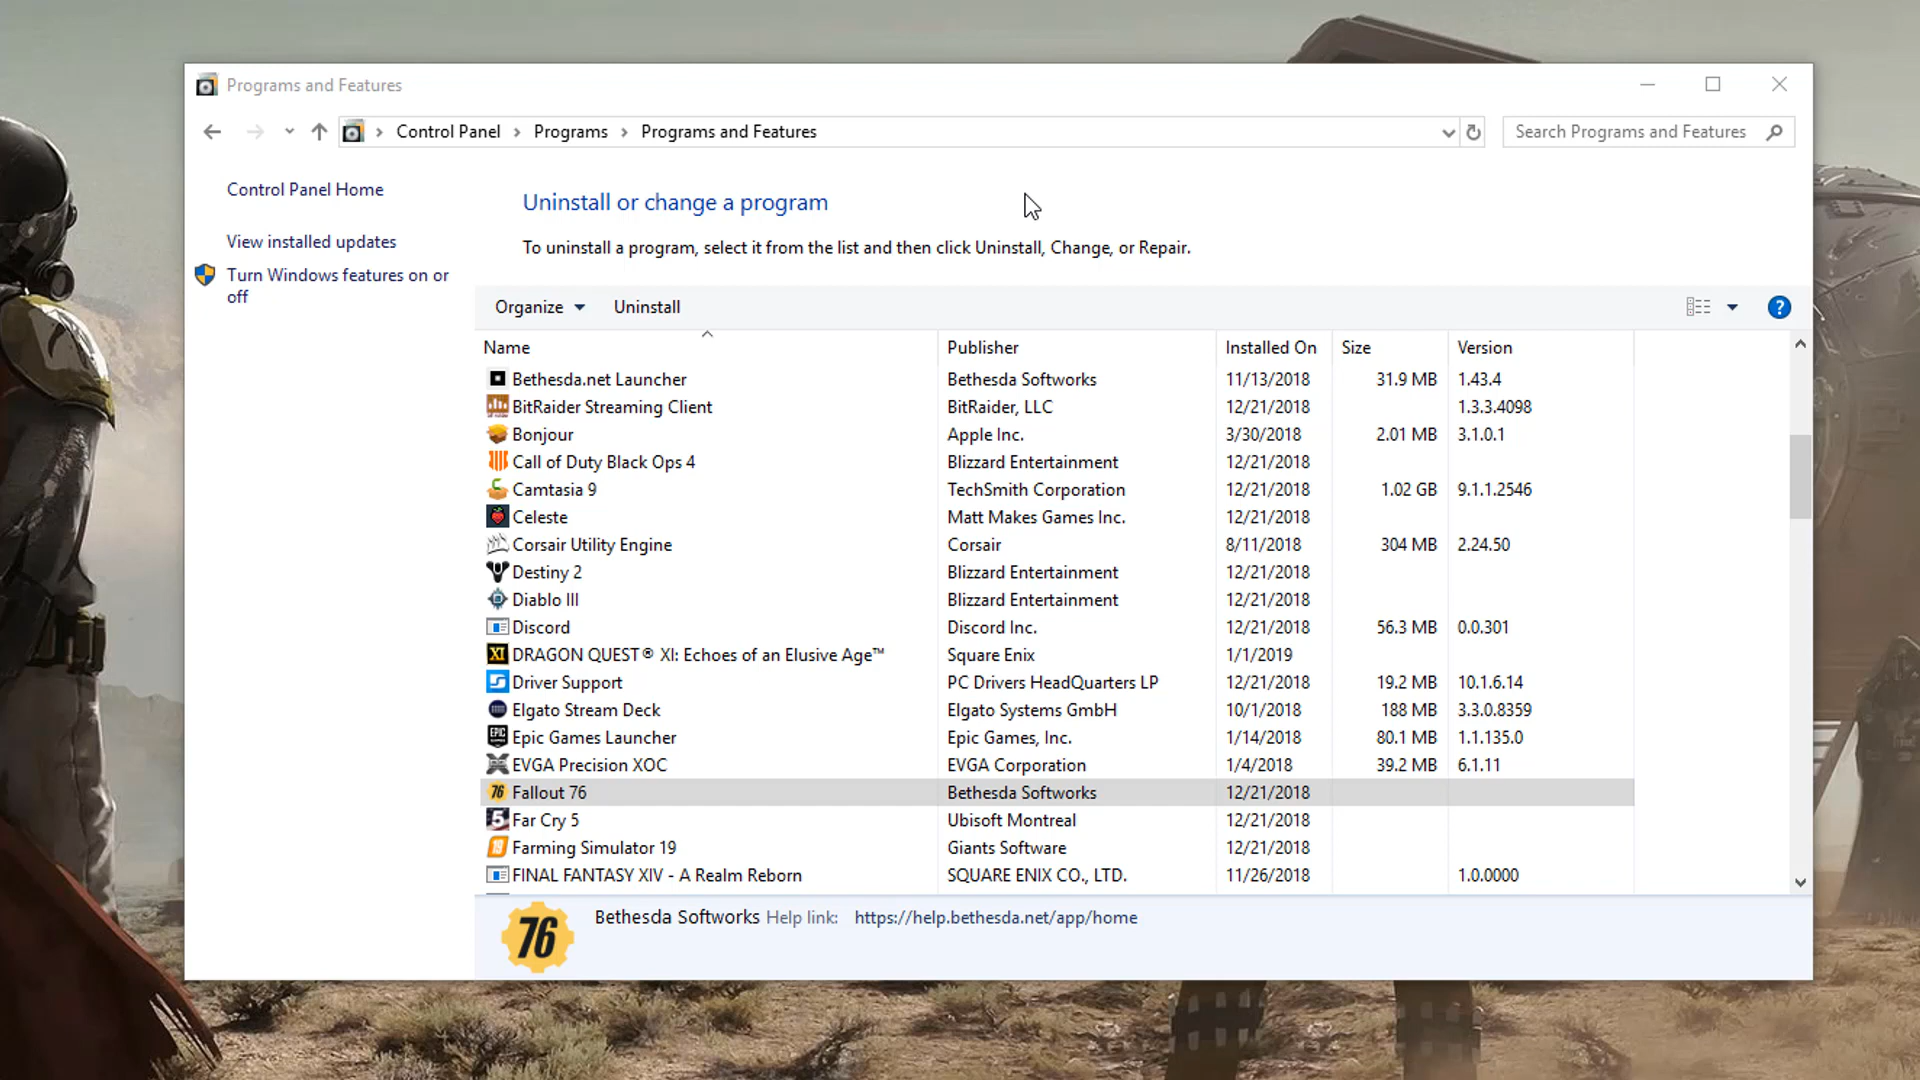 Programs and Features
Control Panel > Programs > Programs and Features
Search Programs and Features
Control Panel Home
View installed updates
Turn Windows features on or
off
Uninstall or change a program
To uninstall a program, select it from the list and then click Uninstall, Change, or Repair.
Organize Uninstall ?
Name Publisher Installed On Size Version
Bethesda.net Launcher Bethesda Softworks 11/13/2018 31.9 MB 1.43.4
BitRaider Streaming Client BitRaider, LLC 12/21/2018 1.3.3.4098
Bonjour Apple Inc. 3/30/2018 2.01 MB 3.1.0.1
Call of Duty Black Ops 4 Blizzard Entertainment 12/21/2018
Camtasia 9 TechSmith Corporation 12/21/2018 1.02 GB 9.1.1.2546
Celeste Matt Makes Games Inc. 12/21/2018
Corsair Utility Engine Corsair 8/11/2018 304 MB 2.24.50
Destiny 2 Blizzard Entertainment 12/21/2018
Diablo III Blizzard Entertainment 12/21/2018
Discord Discord Inc. 12/21/2018 56.3 MB 0.0.301
XI DRAGON QUEST® XI: Echoes of an Elusive Age™ Square Enix 1/1/2019
Driver Support PC Drivers HeadQuarters LP 12/21/2018 19.2 MB 10.1.6.14
Elgato Stream Deck Elgato Systems GmbH 10/1/2018 188 MB 3.3.0.8359
EPIC Epic Games Launcher Epic Games, Inc. 1/14/2018 80.1 MB 1.1.135.0
EVGA Precision XOC EVGA Corporation 1/4/2018 39.2 MB 6.1.11
76 Fallout 76 Bethesda Softworks 12/21/2018
5 Far Cry 5 Ubisoft Montreal 12/21/2018
19 Farming Simulator 19 Giants Software 12/21/2018
FINAL FANTASY XIV - A Realm Reborn SQUARE ENIX CO., LTD. 11/26/2018 1.0.0000
76 Bethesda Softworks Help link: https://help.bethesda.net/app/home